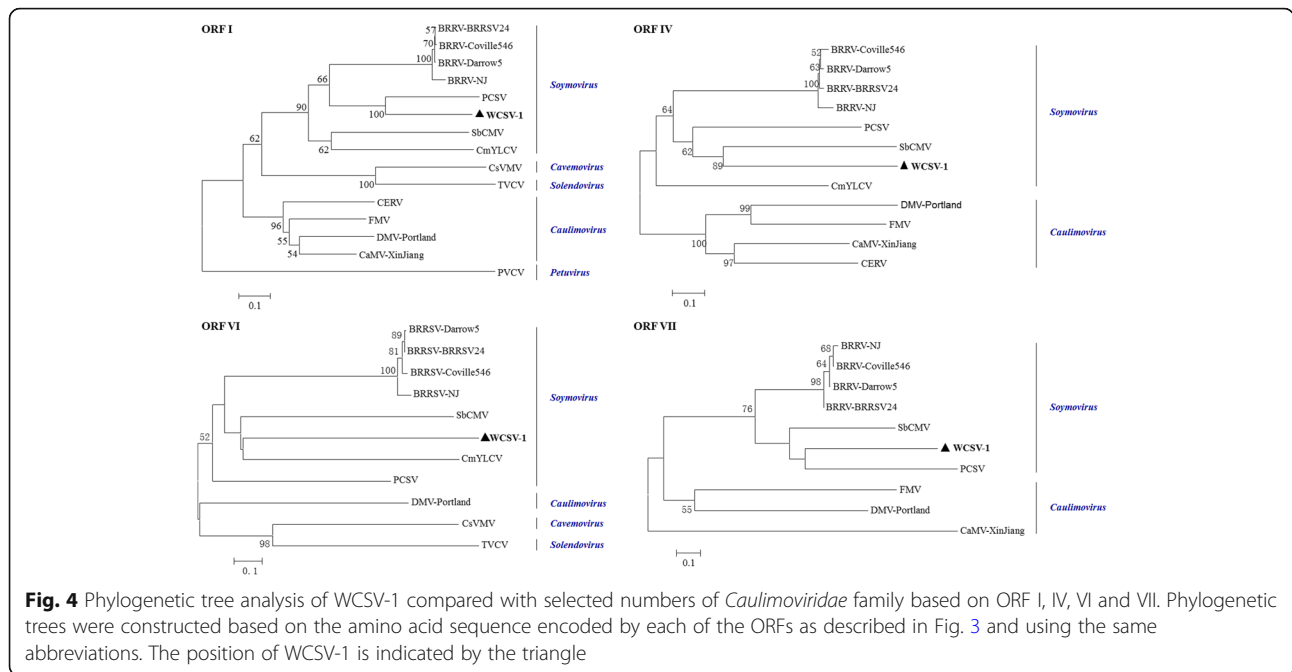 ORF I
57
BRRV-BRRSV24
70
BRRV-Coville546
100
BRRV-Darrow5
BRRV-NJ
66
PCSV
Soymovirus
90
100
▲ WCSV-1
SbCMV
62
62
CmYLCV
CsVMV
Cavemovirus
100
TVCV
Solendovirus
CERV
96
FMV
55
DMV-Portland
Caulimovirus
54
CaMV-XinJiang
PVCV
Petuvirus
0.1
ORF IV
52
BRRV-Coville546
63
BRRV-Darrow5
100
BRRV-BRRSV24
BRRV-NJ
64
Soymovirus
PCSV
62
SbCMV
89
▲ WCSV-1
CmYLCV
99
DMV-Portland
FMV
Caulimovirus
100
CaMV-XinJiang
97
CERV
0.1
ORF VI
89
BRRSV-Darrow5
81
BRRSV-BRRSV24
100
BRRSV-Coville546
BRRSV-NJ
Soymovirus
SbCMV
52
▲WCSV-1
CmYLCV
PCSV
DMV-Portland
Caulimovirus
CsVMV
Cavemovirus
98
TVCV
Solendovirus
0. 1
ORF VII
68
BRRV-NJ
64
BRRV-Coville546
98
BRRV-Darrow5
BRRV-BRRSV24
76
Soymovirus
SbCMV
▲ WCSV-1
PCSV
FMV
55
DMV-Portland
Caulimovirus
CaMV-XinJiang
0.1
Fig. 4 Phylogenetic tree analysis of WCSV-1 compared with selected numbers of Caulimoviridae family based on ORF I, IV, VI and VII. Phylogenetic
trees were constructed based on the amino acid sequence encoded by each of the ORFs as described in Fig. 3 and using the same
abbreviations. The position of WCSV-1 is indicated by the triangle